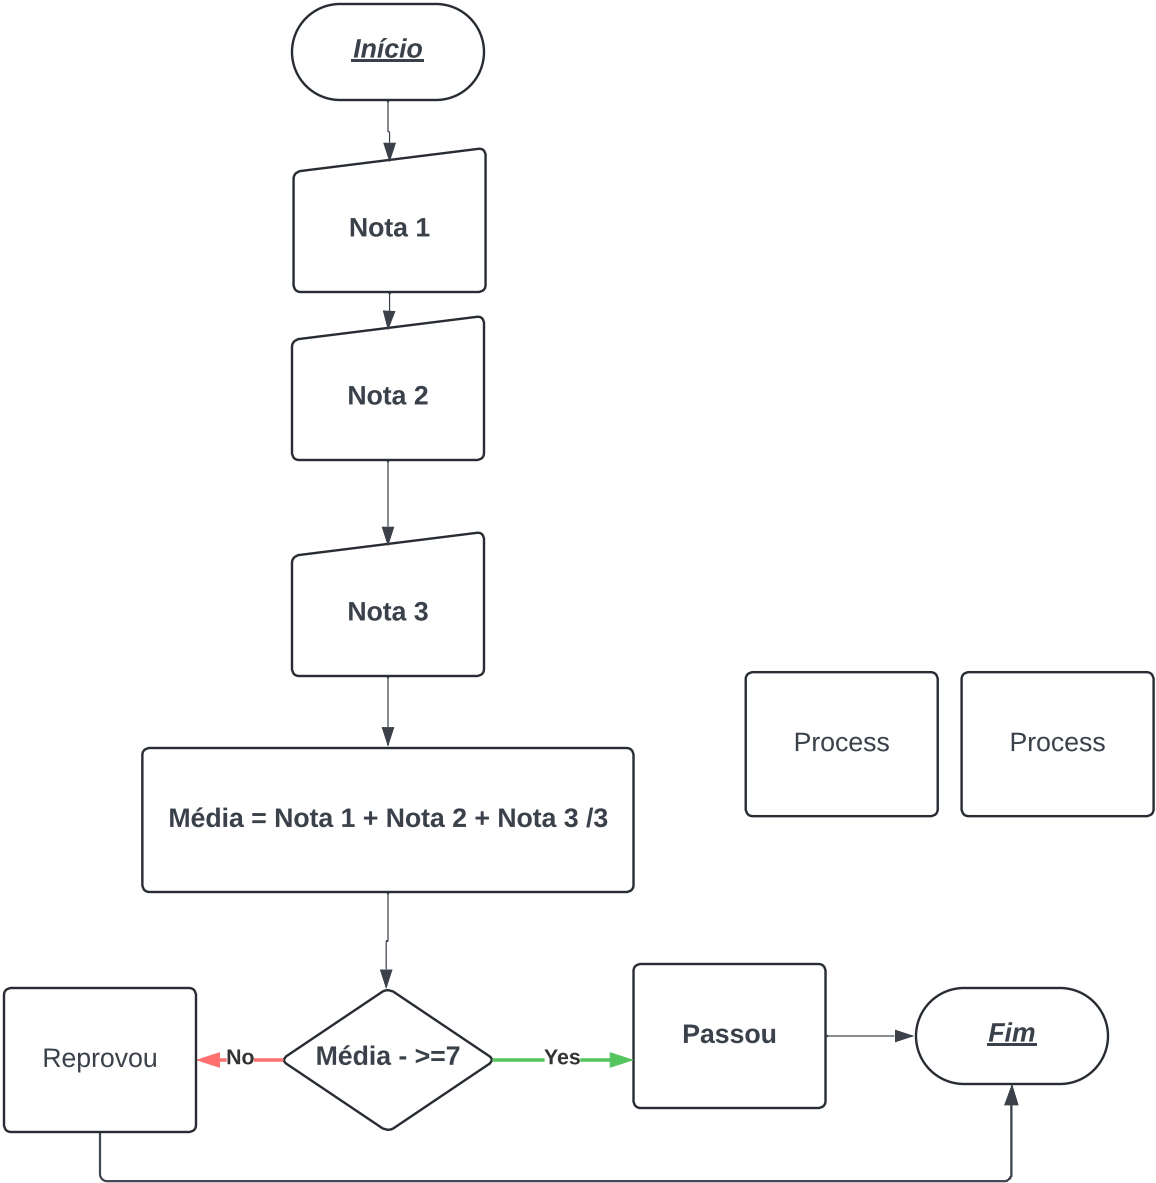 Início
Nota 1
Nota 2
Nota 3
Process
Process
Média = Nota 1 + Nota 2 + Nota 3 /3
Reprovou
No
Média - >=7
Yes
Passou
Fim